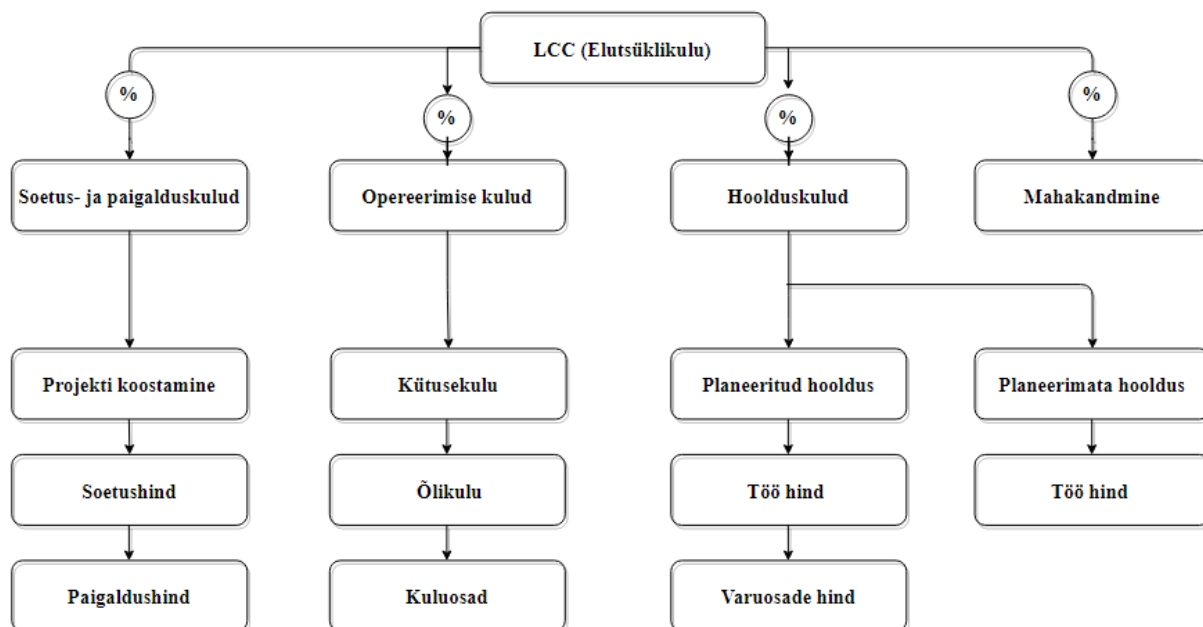 LCC (Elutsüklikulu)
%
%
%
%
Soetus- ja paigalduskulud
Opereerimise kulud
Hoolduskulud
Mahakandmine
Projekti koostamine
Kütusekulu
Planeeritud hooldus
Planeerimata hooldus
Soetushind
Õlikulu
Töö hind
Töö hind
Paigaldushind
Kuluosad
Varuosade hind